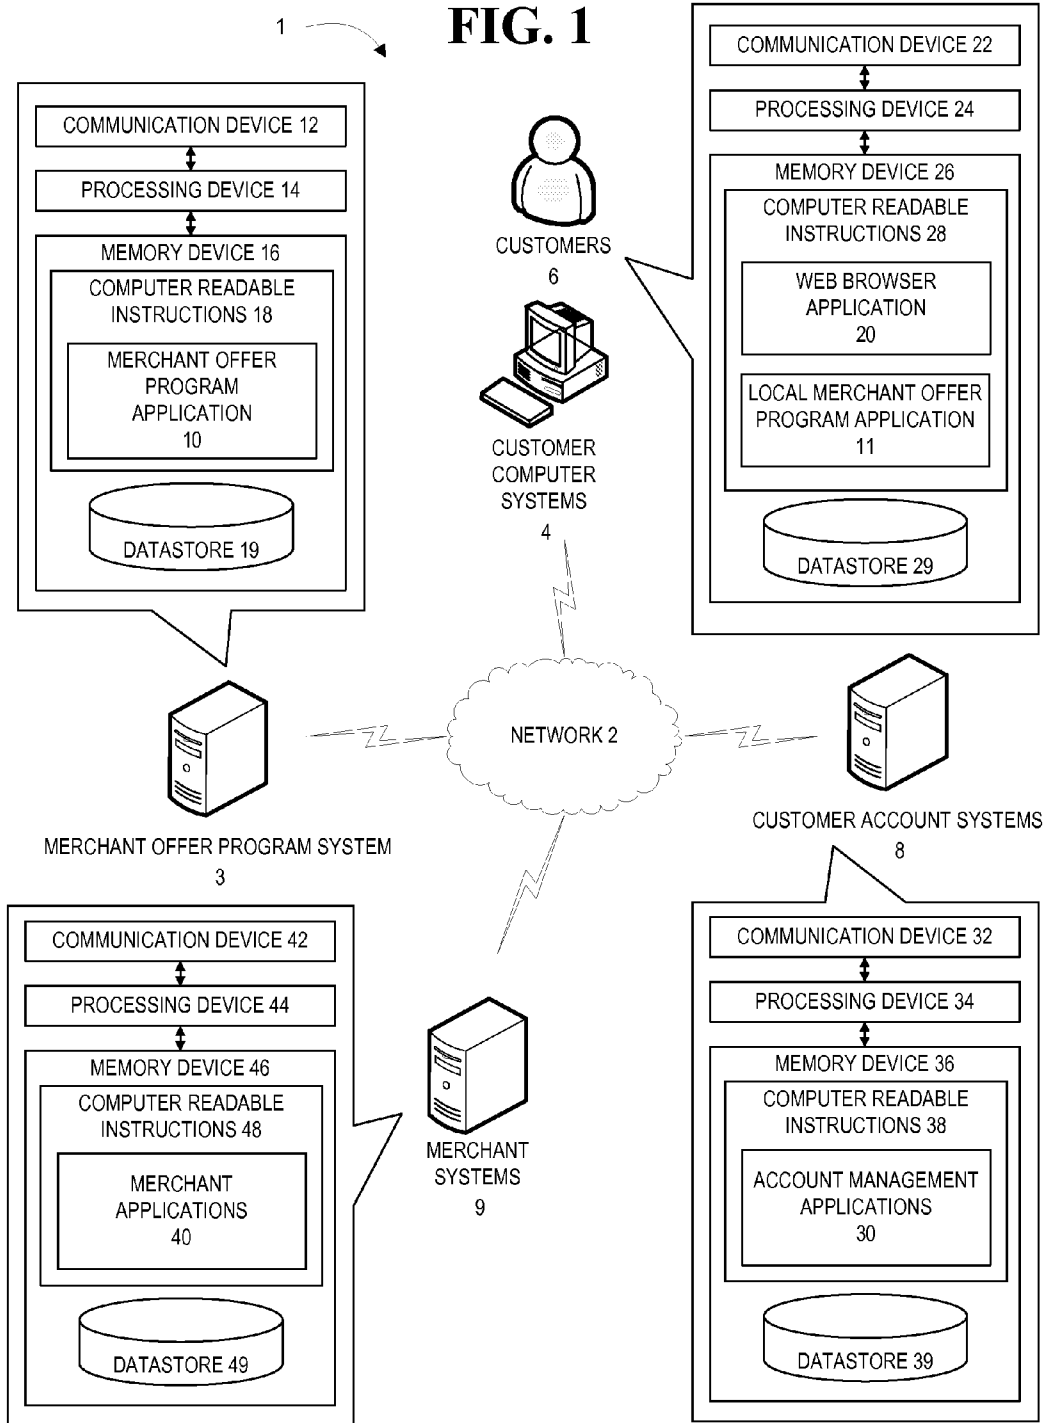 FIG. 1
1
COMMUNICATION DEVICE 12
PROCESSING DEVICE 14
MEMORY DEVICE 16
COMPUTER READABLE
INSTRUCTIONS 18
MERCHANT OFFER
PROGRAM
APPLICATION
10
DATASTORE 19
CUSTOMERS
6
CUSTOMER
COMPUTER
SYSTEMS
4
COMMUNICATION DEVICE 22
PROCESSING DEVICE 24
MEMORY DEVICE 26
COMPUTER READABLE
INSTRUCTIONS 28
WEB BROWSER
APPLICATION
20
LOCAL MERCHANT OFFER
PROGRAM APPLICATION
11
DATASTORE 29
NETWORK 2
MERCHANT OFFER PROGRAM SYSTEM
3
CUSTOMER ACCOUNT SYSTEMS
8
COMMUNICATION DEVICE 42
PROCESSING DEVICE 44
MEMORY DEVICE 46
COMPUTER READABLE
INSTRUCTIONS 48
MERCHANT
APPLICATIONS
40
DATASTORE 49
MERCHANT
SYSTEMS
9
COMMUNICATION DEVICE 32
PROCESSING DEVICE 34
MEMORY DEVICE 36
COMPUTER READABLE
INSTRUCTIONS 38
ACCOUNT MANAGEMENT
APPLICATIONS
30
DATASTORE 39